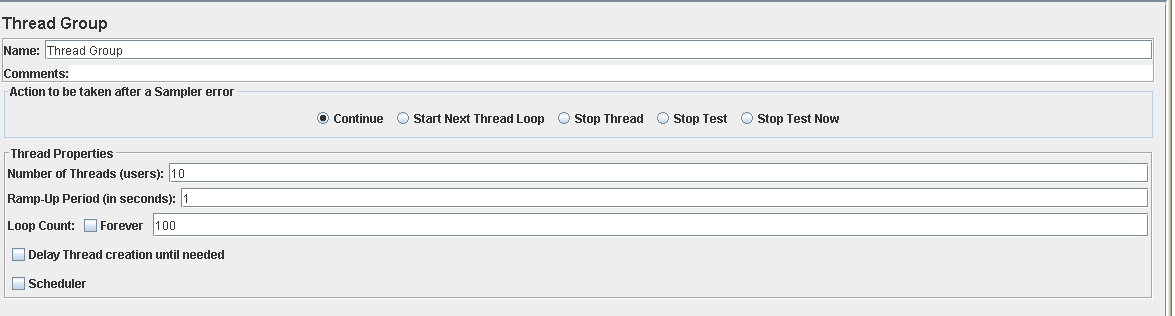 Thread Group
Name: Thread Group
Comments:
Action to be taken after a Sampler error
Continue Start Next Thread Loop Stop Thread Stop Test Stop Test Now
Thread Properties
Number of Threads (users): 10
Ramp-Up Period (in seconds): 1
Loop Count: Forever 100
Delay Thread creation until needed
Scheduler